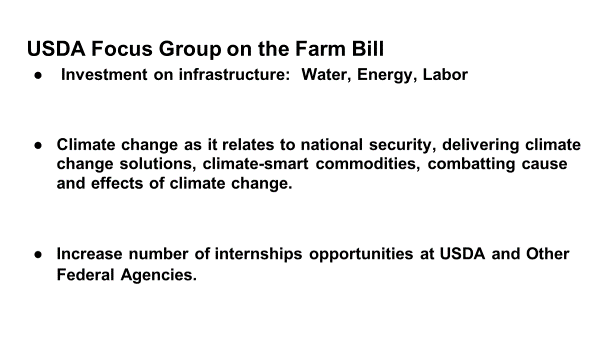 USDA Focus Group on the Farm Bill
● Investment on infrastructure: Water, Energy, Labor
● Climate change as it relates to national security, delivering climate
change solutions, climate-smart commodities, combatting cause
and effects of climate change.
● Increase number of internships opportunities at USDA and Other
Federal Agencies.